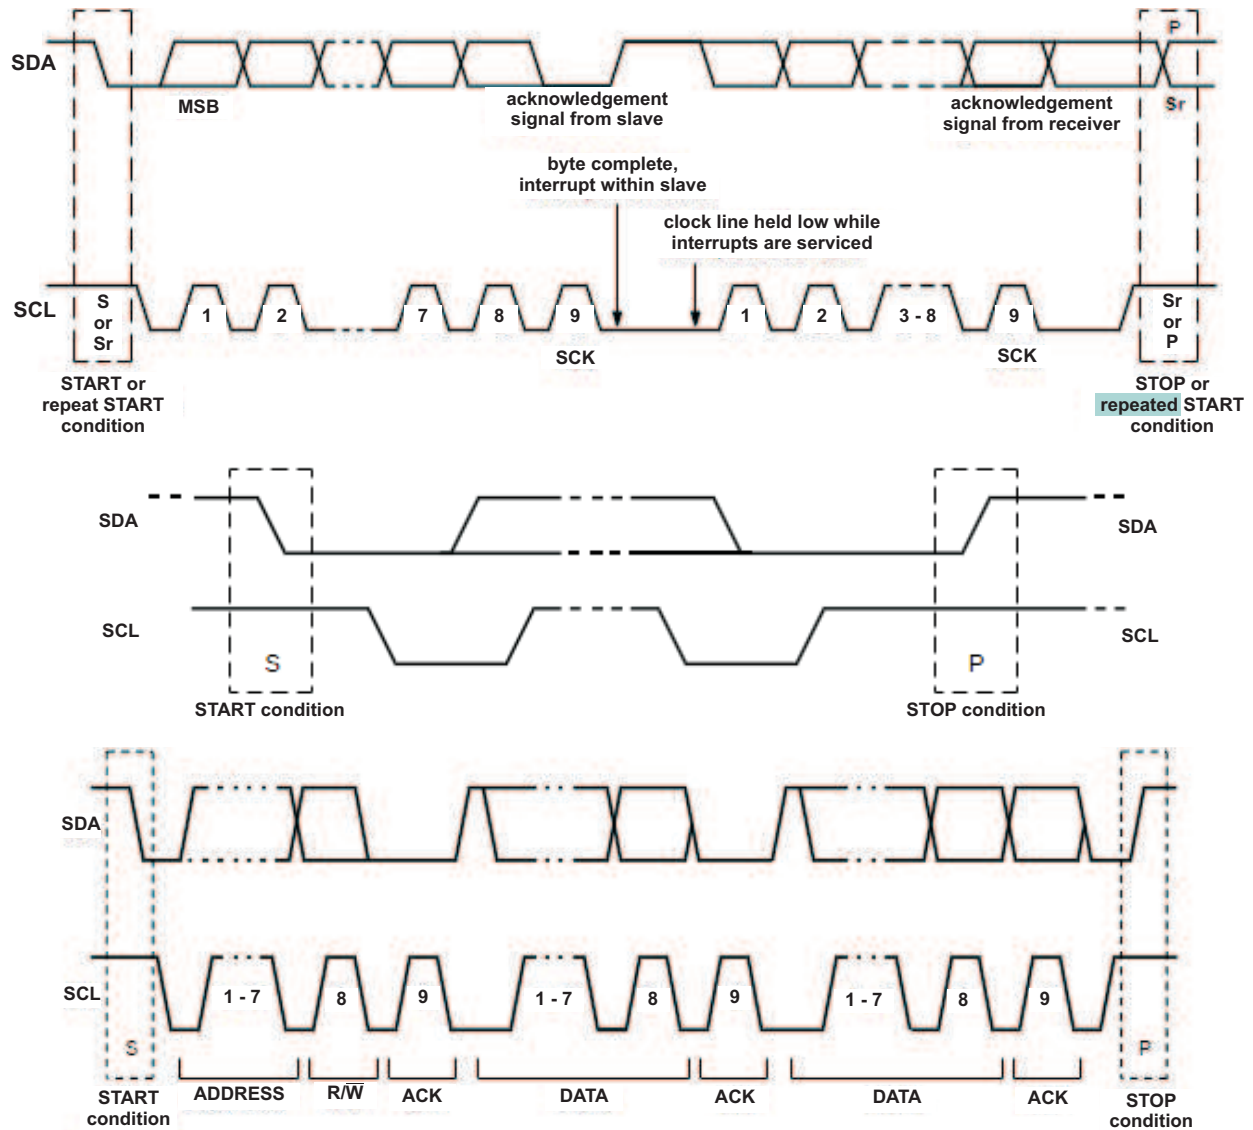 P
SDA
MSB
acknowledgement
signal from slave
acknowledgement
signal from receiver
Sr
byte complete,
interrupt within slave
clock line held low while
interrupts are serviced
SCL
S
or
Sr
1
2
7
8
9
1
2
3 - 8
9
Sr
or
P
SCK
SCK
START or
repeat START
condition
STOP or
repeated START
condition
SDA
SDA
SCL
SCL
S
P
START condition
STOP condition
SDA
SCL
1 - 7
8
9
1 - 7
8
9
1 - 7
8
9
S
P
ADDRESS
R/W̅
ACK
DATA
ACK
DATA
ACK
START
condition
STOP
condition